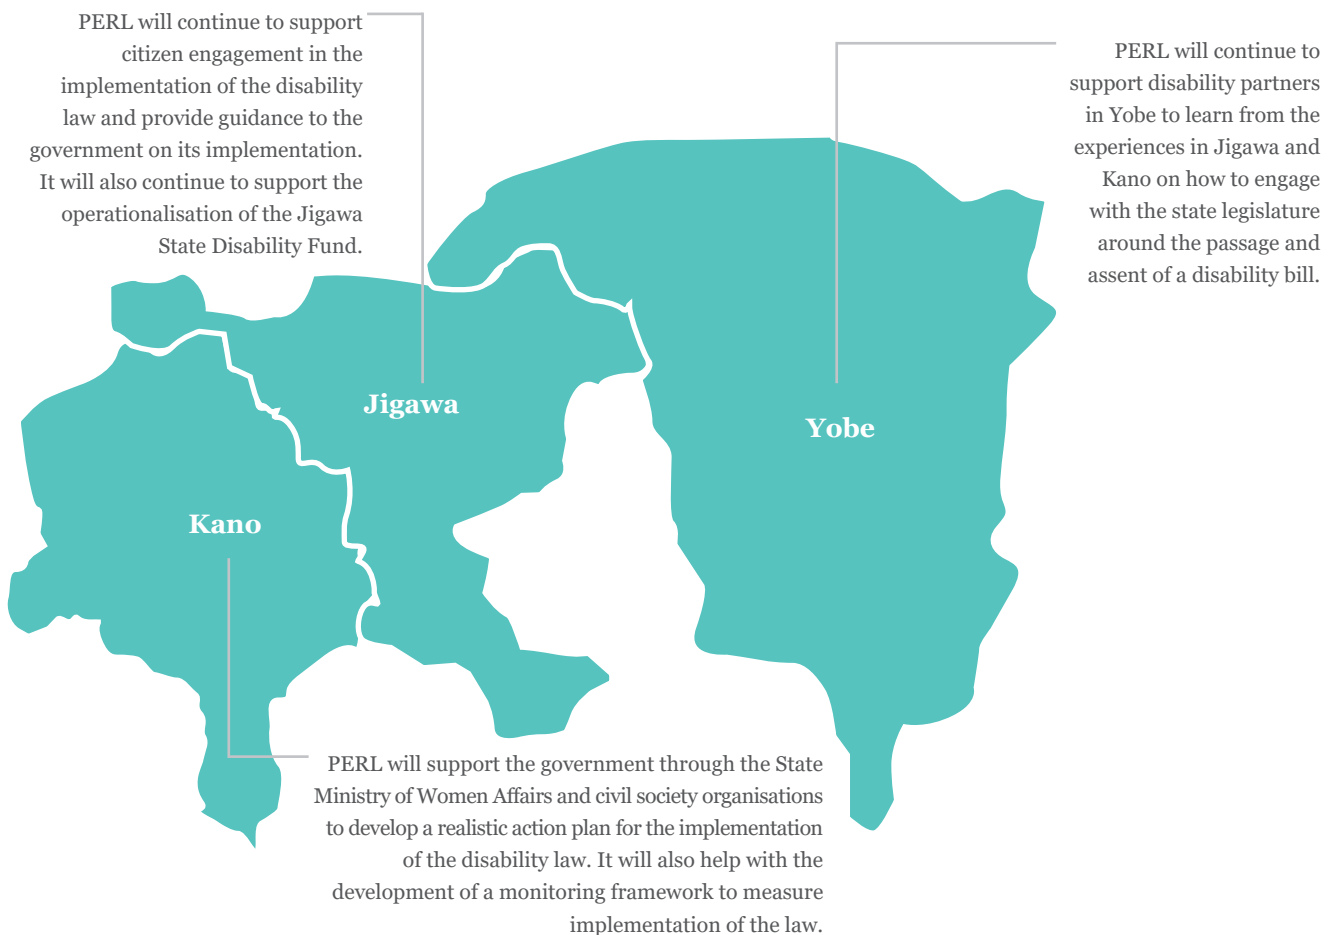 PERL will continue to support
citizen engagement in the
implementation of the disability
law and provide guidance to the
government on its implementation.
It will also continue to support the
operationalisation of the Jigawa
State Disability Fund.
PERL will continue to
support disability partners
in Yobe to learn from the
experiences in Jigawa and
Kano on how to engage
with the state legislature
around the passage and
assent of a disability bill.
Jigawa
Yobe
Kano
PERL will support the government through the State
Ministry of Women Affairs and civil society organisations
to develop a realistic action plan for the implementation
of the disability law. It will also help with the
development of a monitoring framework to measure
implementation of the law.